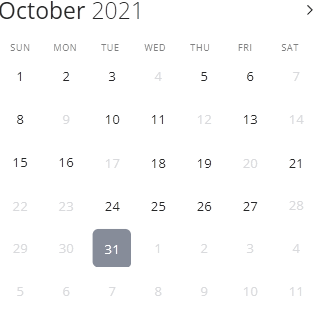 October 2021 >
SUN MON TUE WED THU FRI SAT
1 2 3 4 5 6 7
8 9 10 11 12 13 14
15 16 17 18 19 20 21
22 23 24 25 26 27 28
29 30 31 1 2 3 4
5 6 7 8 9 10 11